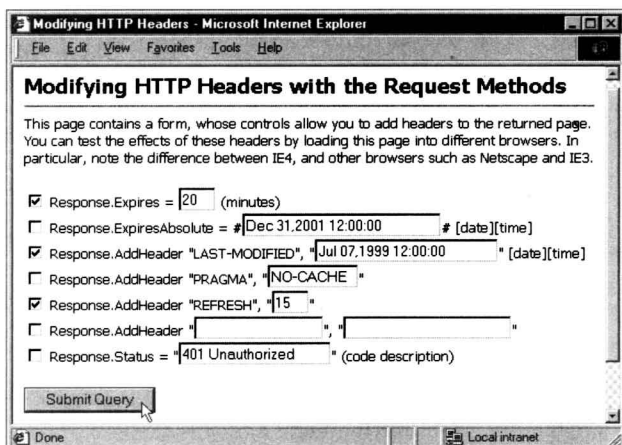 Modifying HTTP Headers - Microsoft Internet Explorer
File Edit View Favorites Tools Help
Modifying HTTP Headers with the Request Methods
This page contains a form, whose controls allow you to add headers to the returned page.
You can test the effects of these headers by loading this page into different browsers. In
particular, note the difference between IE4, and other browsers such as Netscape and IE3.
Response.Expires = 20 (minutes)
Response.ExpiresAbsolute = #Dec 31,2001 12:00:00 # [date][time]
Response.AddHeader "LAST-MODIFIED", "Jul 07,1999 12:00:00 " [date][time]
Response.AddHeader "PRAGMA", "NO-CACHE "
Response.AddHeader "REFRESH", "15 "
Response.AddHeader " ", " "
Response.Status = "401 Unauthorized " (code description)
Submit Query
Done Local intranet